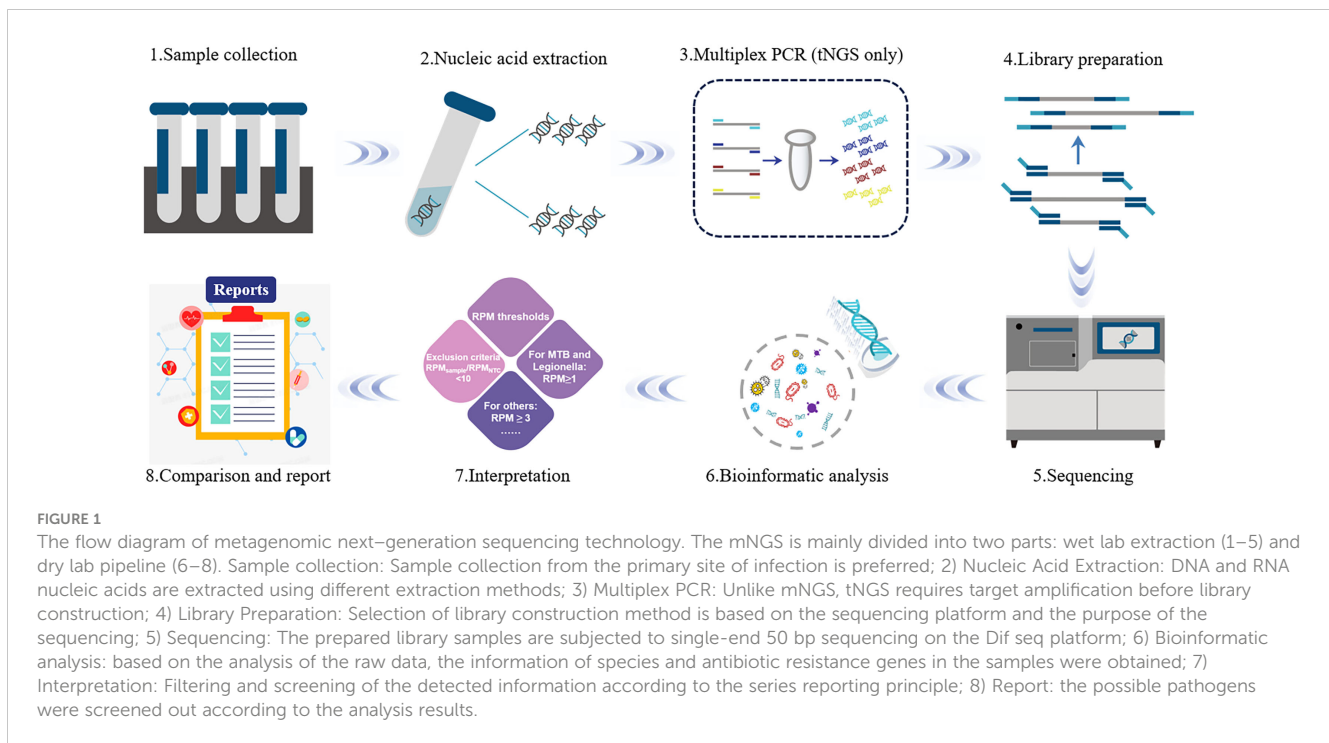 1.Sample collection
2.Nucleic acid extraction
3.Multiplex PCR (tNGS only)
4.Library preparation
Reports
RPM thresholds
Exclusion criteria
RPMsample/RPMNTC
<10
For MTB and
Legionella:
RPM≥1
For others:
RPM ≥ 3
......
8.Comparison and report
7.Interpretation
6.Bioinformatic analysis
5.Sequencing
FIGURE 1
The flow diagram of metagenomic next–generation sequencing technology. The mNGS is mainly divided into two parts: wet lab extraction (1–5) and
dry lab pipeline (6–8). Sample collection: Sample collection from the primary site of infection is preferred; 2) Nucleic Acid Extraction: DNA and RNA
nucleic acids are extracted using different extraction methods; 3) Multiplex PCR: Unlike mNGS, tNGS requires target amplification before library
construction; 4) Library Preparation: Selection of library construction method is based on the sequencing platform and the purpose of the
sequencing; 5) Sequencing: The prepared library samples are subjected to single-end 50 bp sequencing on the Dif seq platform; 6) Bioinformatic
analysis: based on the analysis of the raw data, the information of species and antibiotic resistance genes in the samples were obtained; 7)
Interpretation: Filtering and screening of the detected information according to the series reporting principle; 8) Report: the possible pathogens
were screened out according to the analysis results.